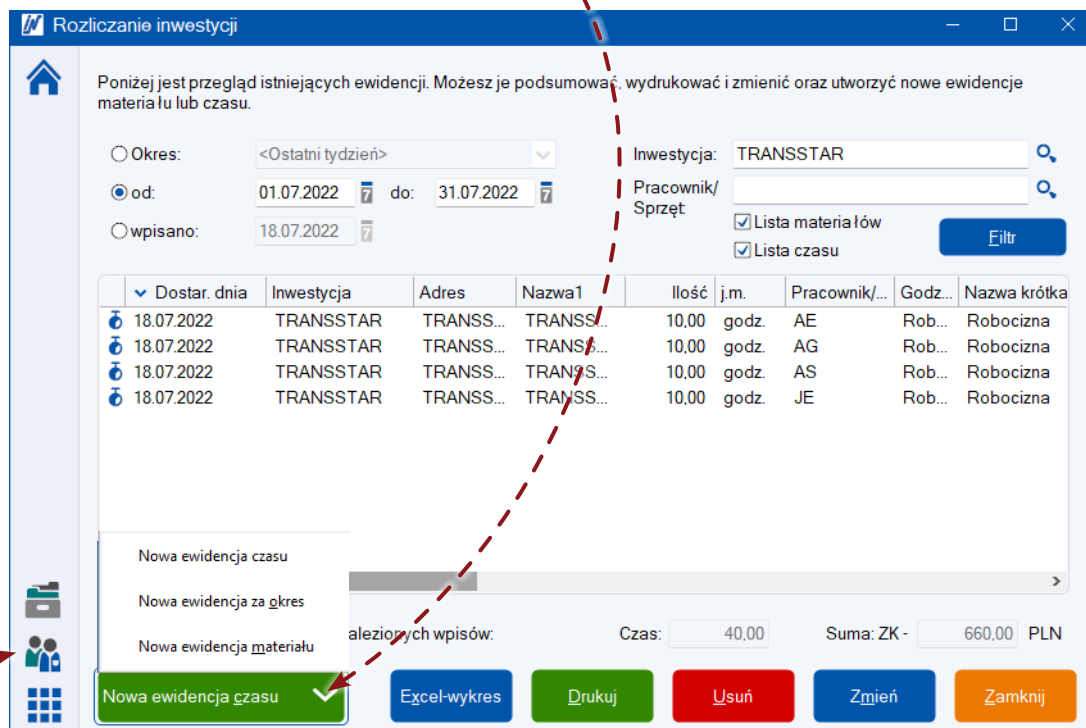 Rozliczanie inwestycji
Poniżej jest przegląd istniejących ewidencji. Możesz je podsumować, wydrukować i zmienić oraz utworzyć nowe ewidencje
materiału lub czasu.
Okres: <Ostatni tydzień> Inwestycja: TRANSSTAR
od: 01.07.2022 7 do: 31.07.2022 7 Pracownik/
Sprzęt:
wpisano: 18.07.2022 7 Lista materiałów
Lista czasu
Filtr
Dostar. dnia Inwestycja Adres Nazwa1 Ilość j.m. Pracownik/... Godz... Nazwa krótka
18.07.2022 TRANSSTAR TRANSS... TRANSS... 10,00 godz. AE Rob... Robocizna
18.07.2022 TRANSSTAR TRANSS... TRANSS... 10,00 godz. AG Rob... Robocizna
18.07.2022 TRANSSTAR TRANSS... TRANSS... 10,00 godz. AS Rob... Robocizna
18.07.2022 TRANSSTAR TRANSS... TRANSS... 10,00 godz. JE Rob... Robocizna
Nowa ewidencja czasu
Nowa ewidencja za okres
Nowa ewidencja materiału
alezionych wpisów: Czas: 40,00 Suma: ZK - 660,00 PLN
Nowa ewidencja czasu Excel-wykres Drukuj Usuń Zmień Zamknij